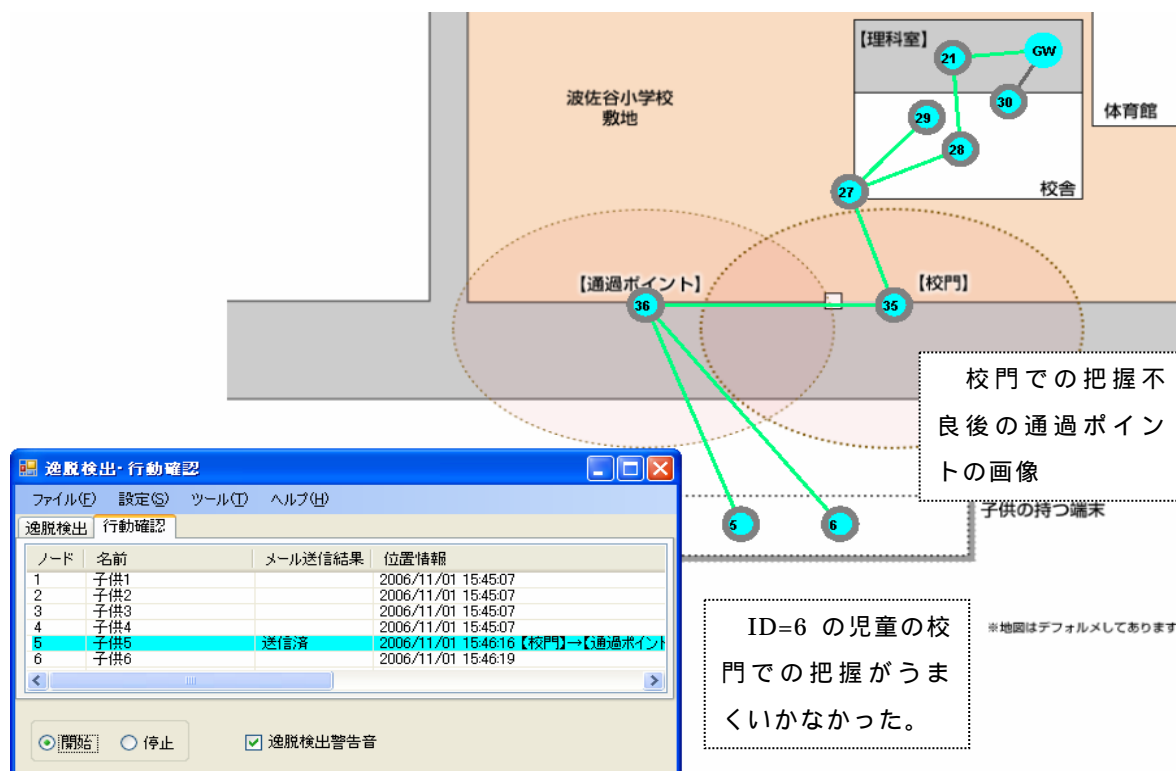 【理科室】
21
GW
30
29
28
27
波佐谷小学校
敷地
体育館
校舎
【通過ポイント】
【校門】
36
35
校門での把握不
良後の通過ポイン
トの画像
子供の持つ端末
5
6
逸脱検出・行動確認
ファイル(F) 設定(S) ツール(T) ヘルプ(H)
逸脱検出 行動確認
ノード 名前 メール送信結果 位置情報
1 子供1 2006/11/01 15:45:07
2 子供2 2006/11/01 15:45:07
3 子供3 2006/11/01 15:45:07
4 子供4 2006/11/01 15:45:07
5 子供5 送信済 2006/11/01 15:46:16 【校門】→【通過ポイント
6 子供6 2006/11/01 15:46:19
開始 停止 逸脱検出警告音
ID=6 の児童の校
門での把握がうま
くいかなかった。
※地図はデフォルメしてあります